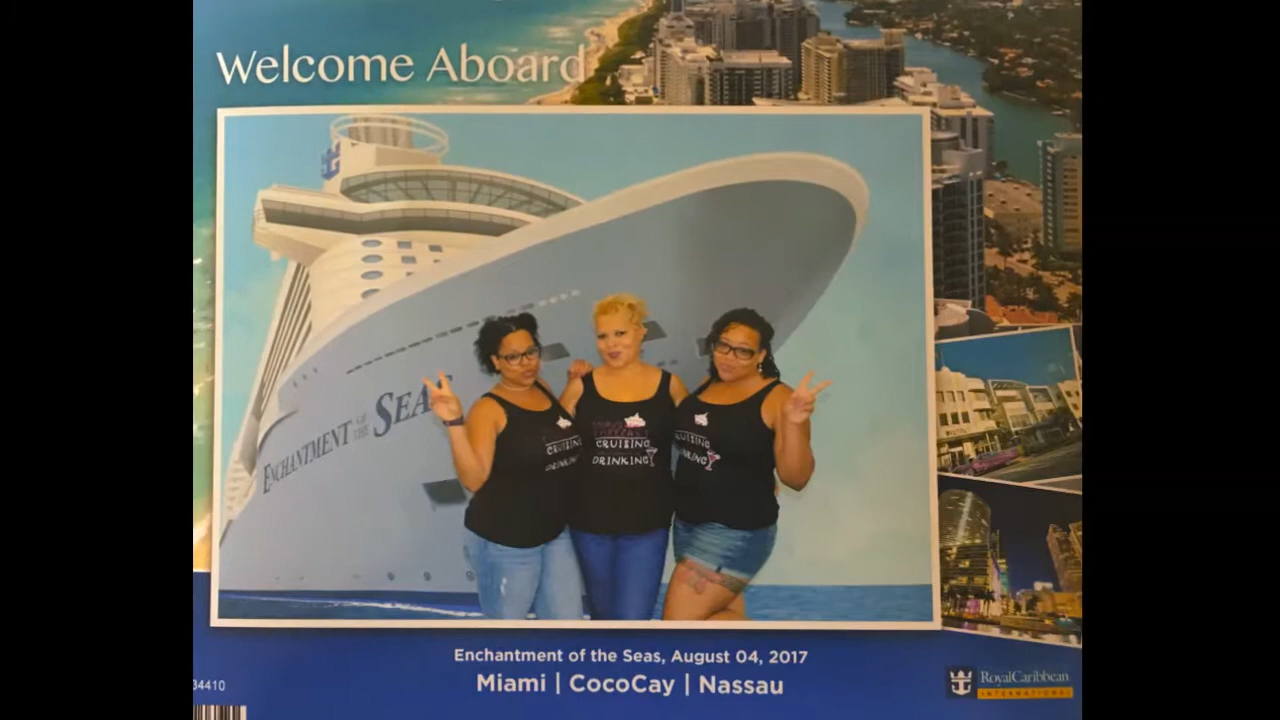 Welcome Aboard
ENCHANTMENT OF THE SEAS
CRUISING
DRINKING
CRUISING
DRINKING
CRUISING
DRINKING
Enchantment of the Seas, August 04, 2017
Miami | CocoCay | Nassau
34410
RoyalCaribbean
INTERNATIONAL